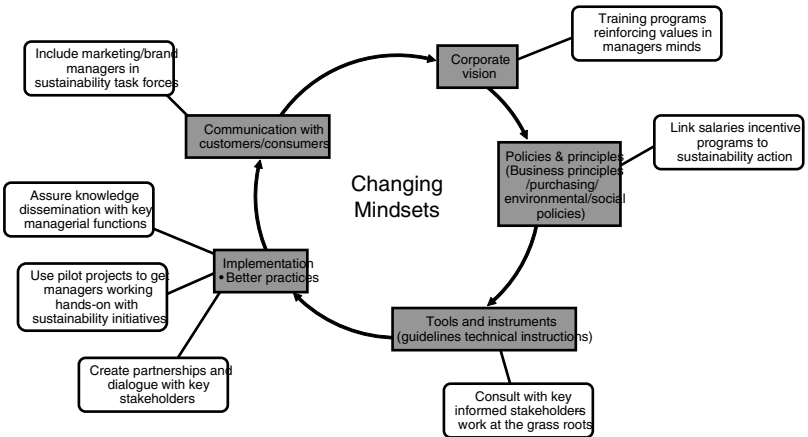 Training programs
reinforcing values in
managers minds
Corporate
vision
Include marketing/brand
managers in
sustainability task forces
Communication with
customers/consumers
Link salaries incentive
programs to
sustainability action
Policies & principles
(Business principles
/purchasing/
environmental/social
policies)
Changing
Mindsets
Assure knowledge
dissemination with key
managerial functions
Implementation
• Better practices
Use pilot projects to get
managers working
hands-on with
sustainability initiatives
Tools and instruments
(guidelines technical instructions)
Create partnerships and
dialogue with key
stakeholders
Consult with key
informed stakeholders-
work at the grass roots